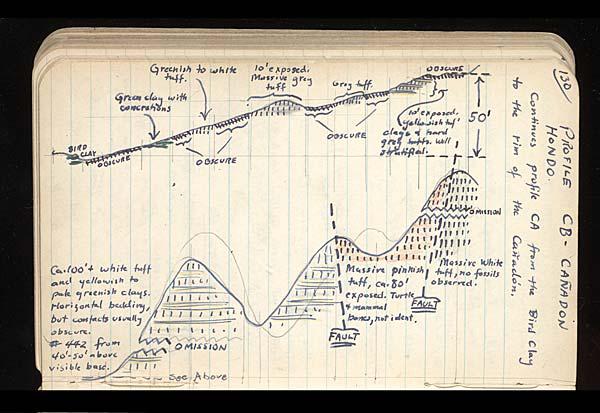 130
PROFILE CB - CAÑADON
HONDO.
Continues profile CA from the Bird Clay
to the rim of the Cañadón.
Greenish to white
tuff.
10' exposed.
Massive grey
tuff
Grey tuff.
OBSCURE
Green clay with
concretions
50'
BIRD
CLAY
OBSCURE
OBSCURE
OBSCURE
10' exposed.
yellowish tuf
clays & hard
grey tuffs. Well
stratified.
OMISSION
Ca. 100'+ white tuff
and yellowish to
pale greenish clays.
Horizontal bedding,
but contacts usually
obscure.
# 442 from
40'-50' above
visible base.
OMISSION
See Above
Massive pinkish
tuff, ca. 80'
exposed. Turtle
& mammal
bones, not ident.
FAULT
Massive White
tuff, no fossils
observed.
FAULT